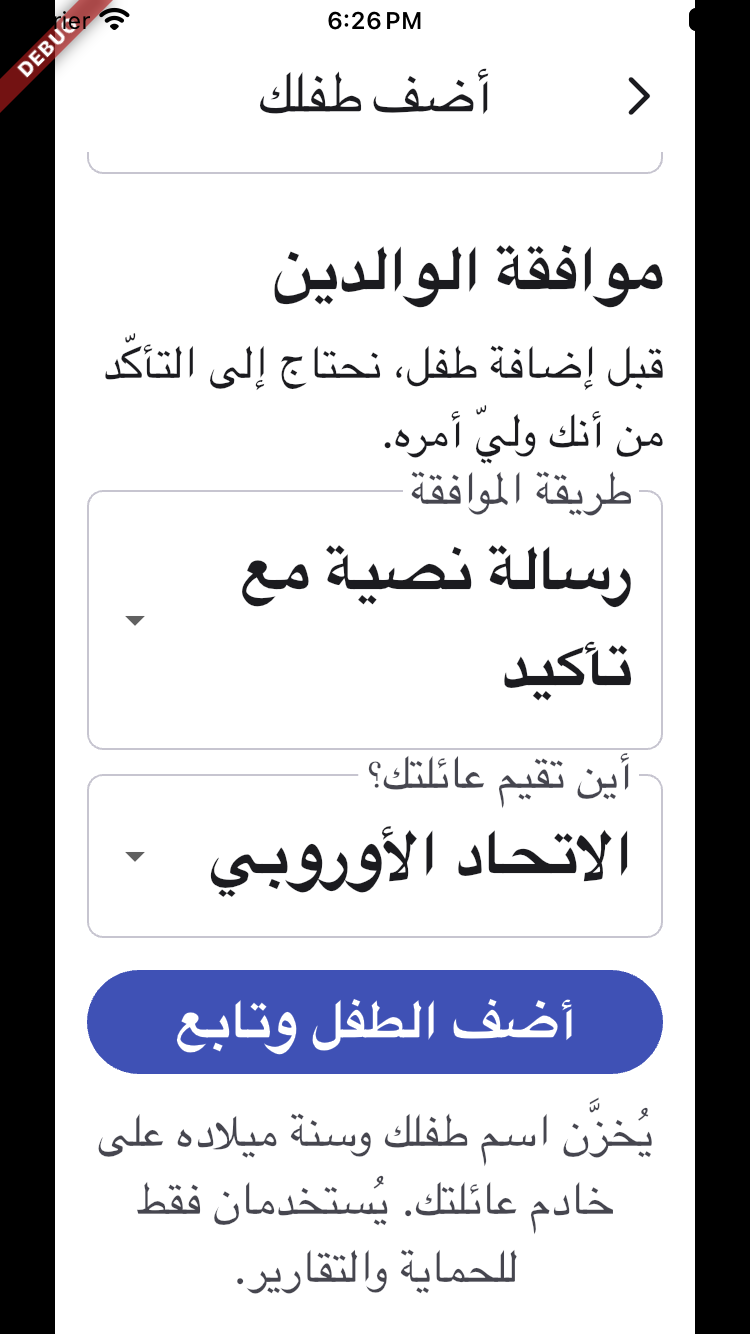 6:26 PM
DEBUG
أضف طفلك
موافقة الوالدين
قبل إضافة طفل، نحتاج إلى التأكّد
من أنك وليّ أمره.
طريقة الموافقة
رسالة نصية مع
تأكيد
أين تقيم عائلتك؟
الاتحاد الأوروبي
أضف الطفل وتابع
يُخزَّن اسم طفلك وسنة ميلاده على
خادم عائلتك. يُستخدمان فقط
للحماية والتقارير.